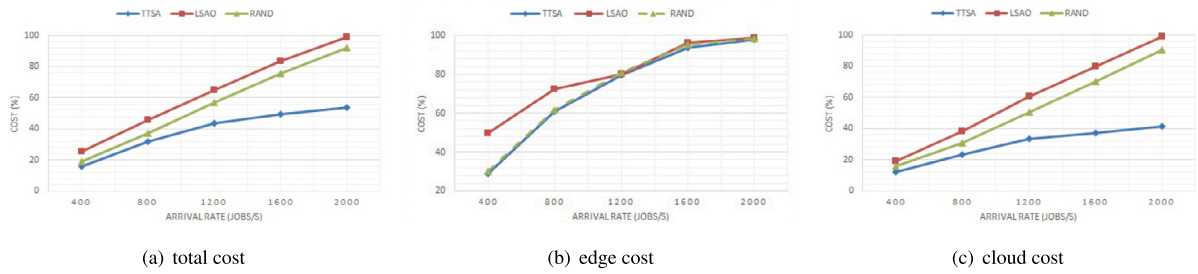 TTSA LSAO RAND
100
80
60
40
20
0
COST (%)
400 800 1200 1600 2000
ARRIVAL RATE (JOBS/S)
(a) total cost
TTSA LSAO RAND
100
80
60
40
20
COST (%)
400 800 1200 1600 2000
ARRIVAL RATE (JOBS/S)
(b) edge cost
TTSA LSAO RAND
100
80
60
40
20
0
COST (%)
400 800 1200 1600 2000
ARRIVAL RATE (JOBS/S)
(c) cloud cost